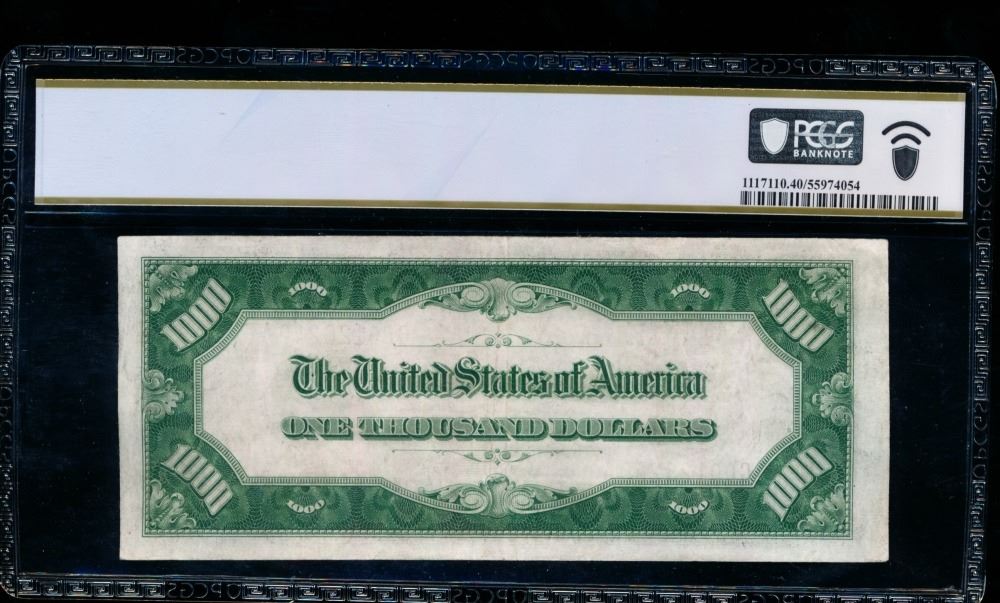 PCGS
BANKNOTE
1117110.40/55974054
1000 1000 1000 1000
The United States of America
ONE THOUSAND DOLLARS
1000 1000 1000 1000